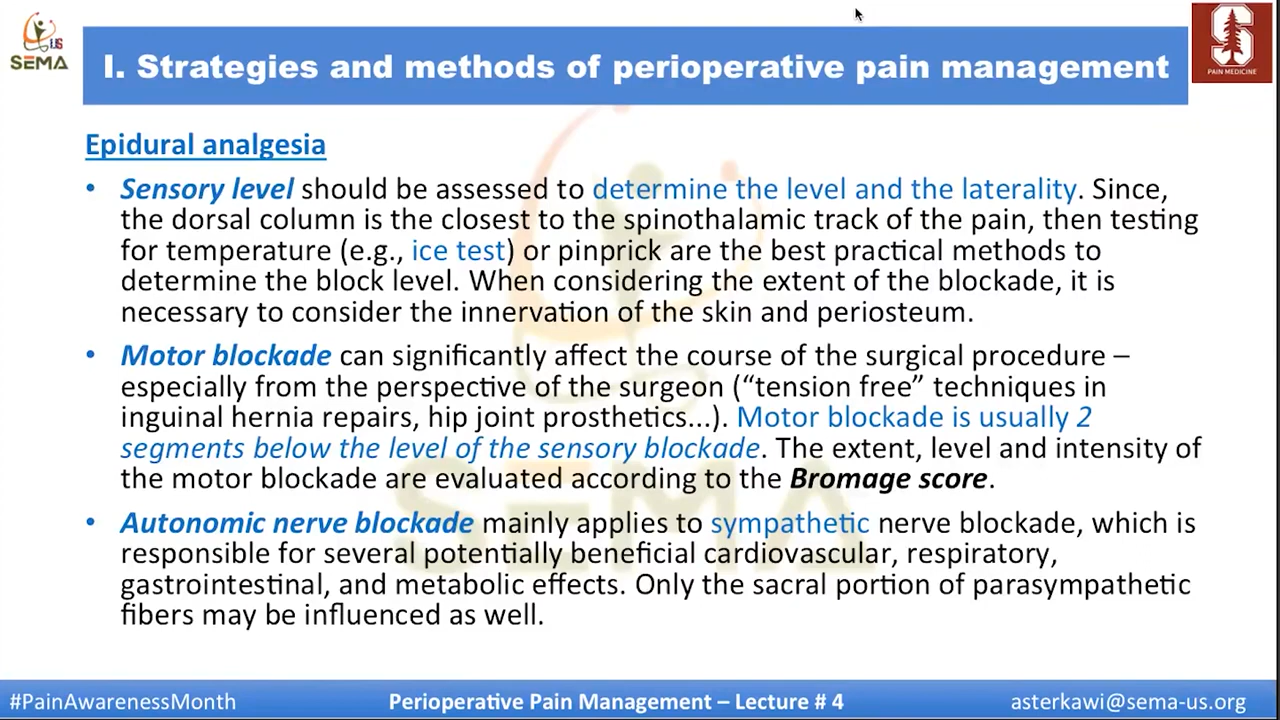 US
SEMA
S
PAIN MEDICINE
I. Strategies and methods of perioperative pain management
Epidural analgesia
• Sensory level should be assessed to determine the level and the laterality. Since,
the dorsal column is the closest to the spinothalamic track of the pain, then testing
for temperature (e.g., ice test) or pinprick are the best practical methods to
determine the block level. When considering the extent of the blockade, it is
necessary to consider the innervation of the skin and periosteum.
• Motor blockade can significantly affect the course of the surgical procedure –
especially from the perspective of the surgeon (“tension free” techniques in
inguinal hernia repairs, hip joint prosthetics...). Motor blockade is usually 2
segments below the level of the sensory blockade. The extent, level and intensity of
the motor blockade are evaluated according to the Bromage score.
• Autonomic nerve blockade mainly applies to sympathetic nerve blockade, which is
responsible for several potentially beneficial cardiovascular, respiratory,
gastrointestinal, and metabolic effects. Only the sacral portion of parasympathetic
fibers may be influenced as well.
SEMA
#PainAwarenessMonth
Perioperative Pain Management – Lecture # 4
asterkawi@sema-us.org